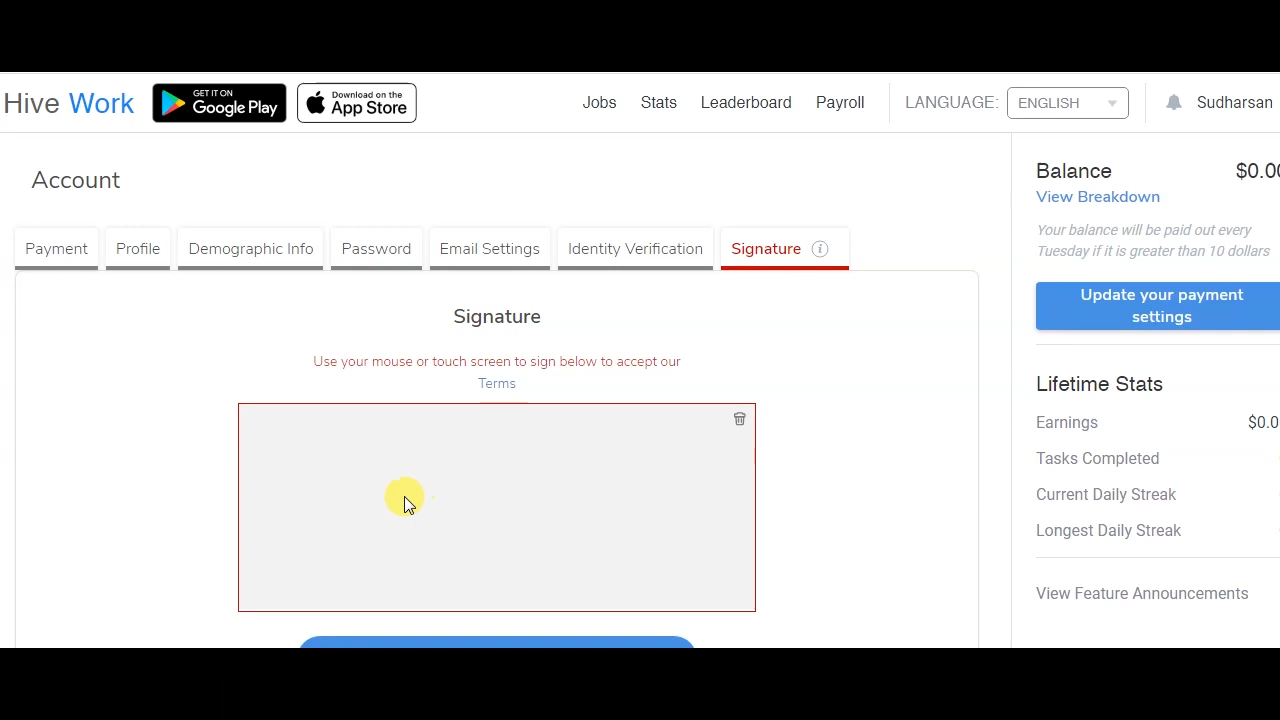 Hive Work
GET IT ON
Google Play
Download on the
App Store
Jobs
Stats
Leaderboard
Payroll
LANGUAGE:
ENGLISH
Sudharsan
Account
Payment
Profile
Demographic Info
Password
Email Settings
Identity Verification
Signature
Signature
Use your mouse or touch screen to sign below to accept our
Terms
Balance
$0.00
View Breakdown
Your balance will be paid out every
Tuesday if it is greater than 10 dollars
Update your payment
settings
Lifetime Stats
Earnings
$0.0
Tasks Completed
Current Daily Streak
Longest Daily Streak
View Feature Announcements